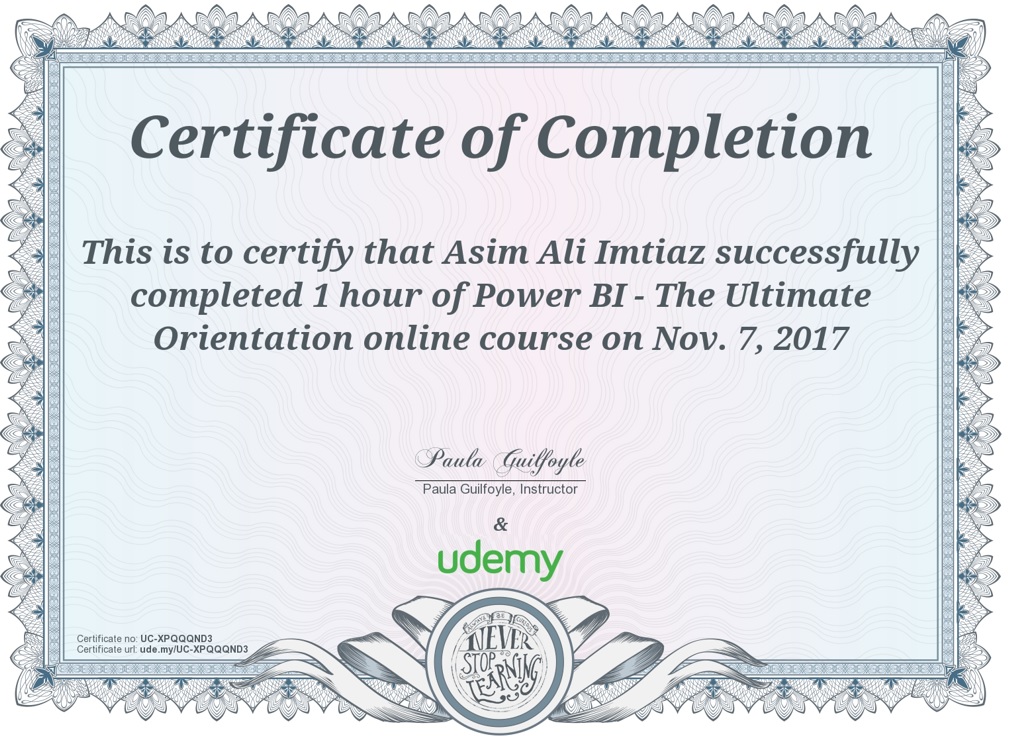 Certificate of Completion
This is to certify that Asim Ali Imtiaz successfully
completed 1 hour of Power BI - The Ultimate
Orientation online course on Nov. 7, 2017
Paula Guilfoyle
Paula Guilfoyle, Instructor
&
udemy
Certificate no: UC-XPQQQND3
Certificate url: ude.my/UC-XPQQQND3
NEVER
STOP
LEARNING